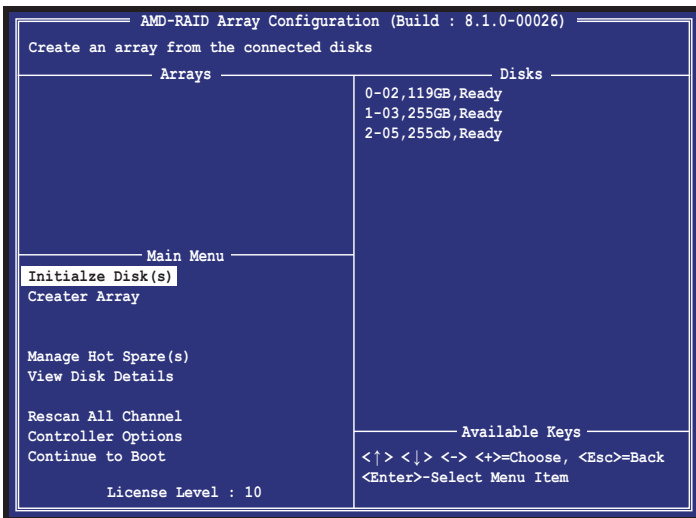 AMD-RAID Array Configuration (Build : 8.1.0-00026)
Create an array from the connected disks
Arrays
Main Menu
Initialze Disk(s)
Creater Array
Manage Hot Spare(s)
View Disk Details
Rescan All Channel
Controller Options
Continue to Boot
License Level : 10
Disks
0-02,119GB,Ready
1-03,255GB,Ready
2-05,255cb,Ready
Available Keys
<↑> <↓> <-> <+>=Choose, <Esc>=Back
<Enter>-Select Menu Item